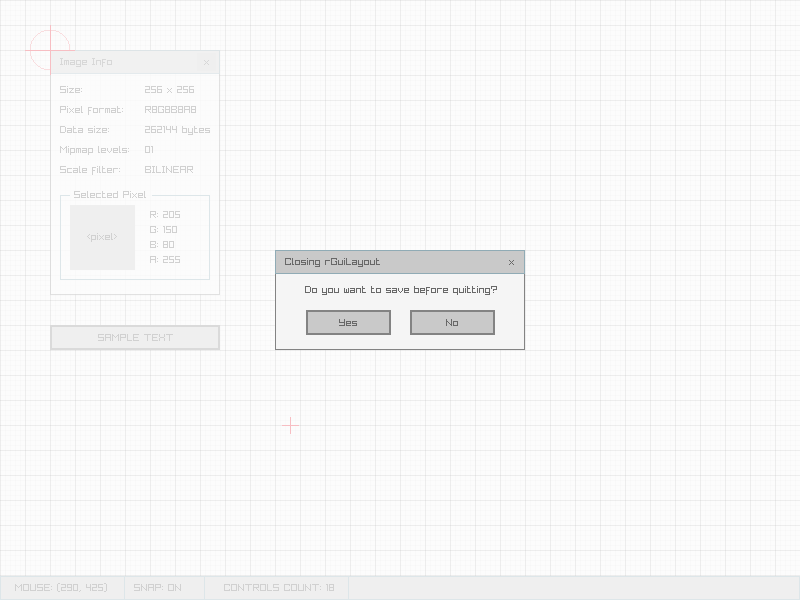 Image Info
Size: 256 x 256
Pixel format: R8G8B8A8
Data size: 262144 bytes
Mipmap levels: 01
Scale filter: BILINEAR
Selected Pixel
<pixel>
R: 205
G: 150
B: 80
A: 255
SAMPLE TEXT
Closing rGuiLayout
Do you want to save before quitting?
Yes No
MOUSE: (290, 425) SNAP: ON CONTROLS COUNT: 18